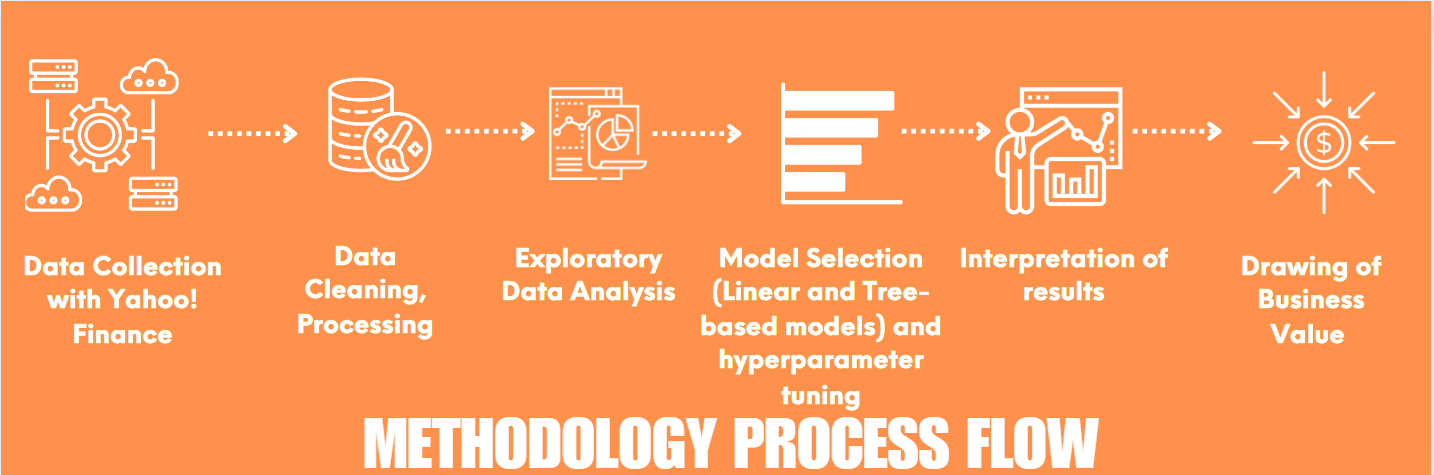 Data Collection
with Yahoo!
Finance
Data
Cleaning,
Processing
Exploratory
Data Analysis
Model Selection
(Linear and Tree-
based models) and
hyperparameter
tuning
Interpretation of
results
Drawing of
Business
Value
$
METHODOLOGY PROCESS FLOW